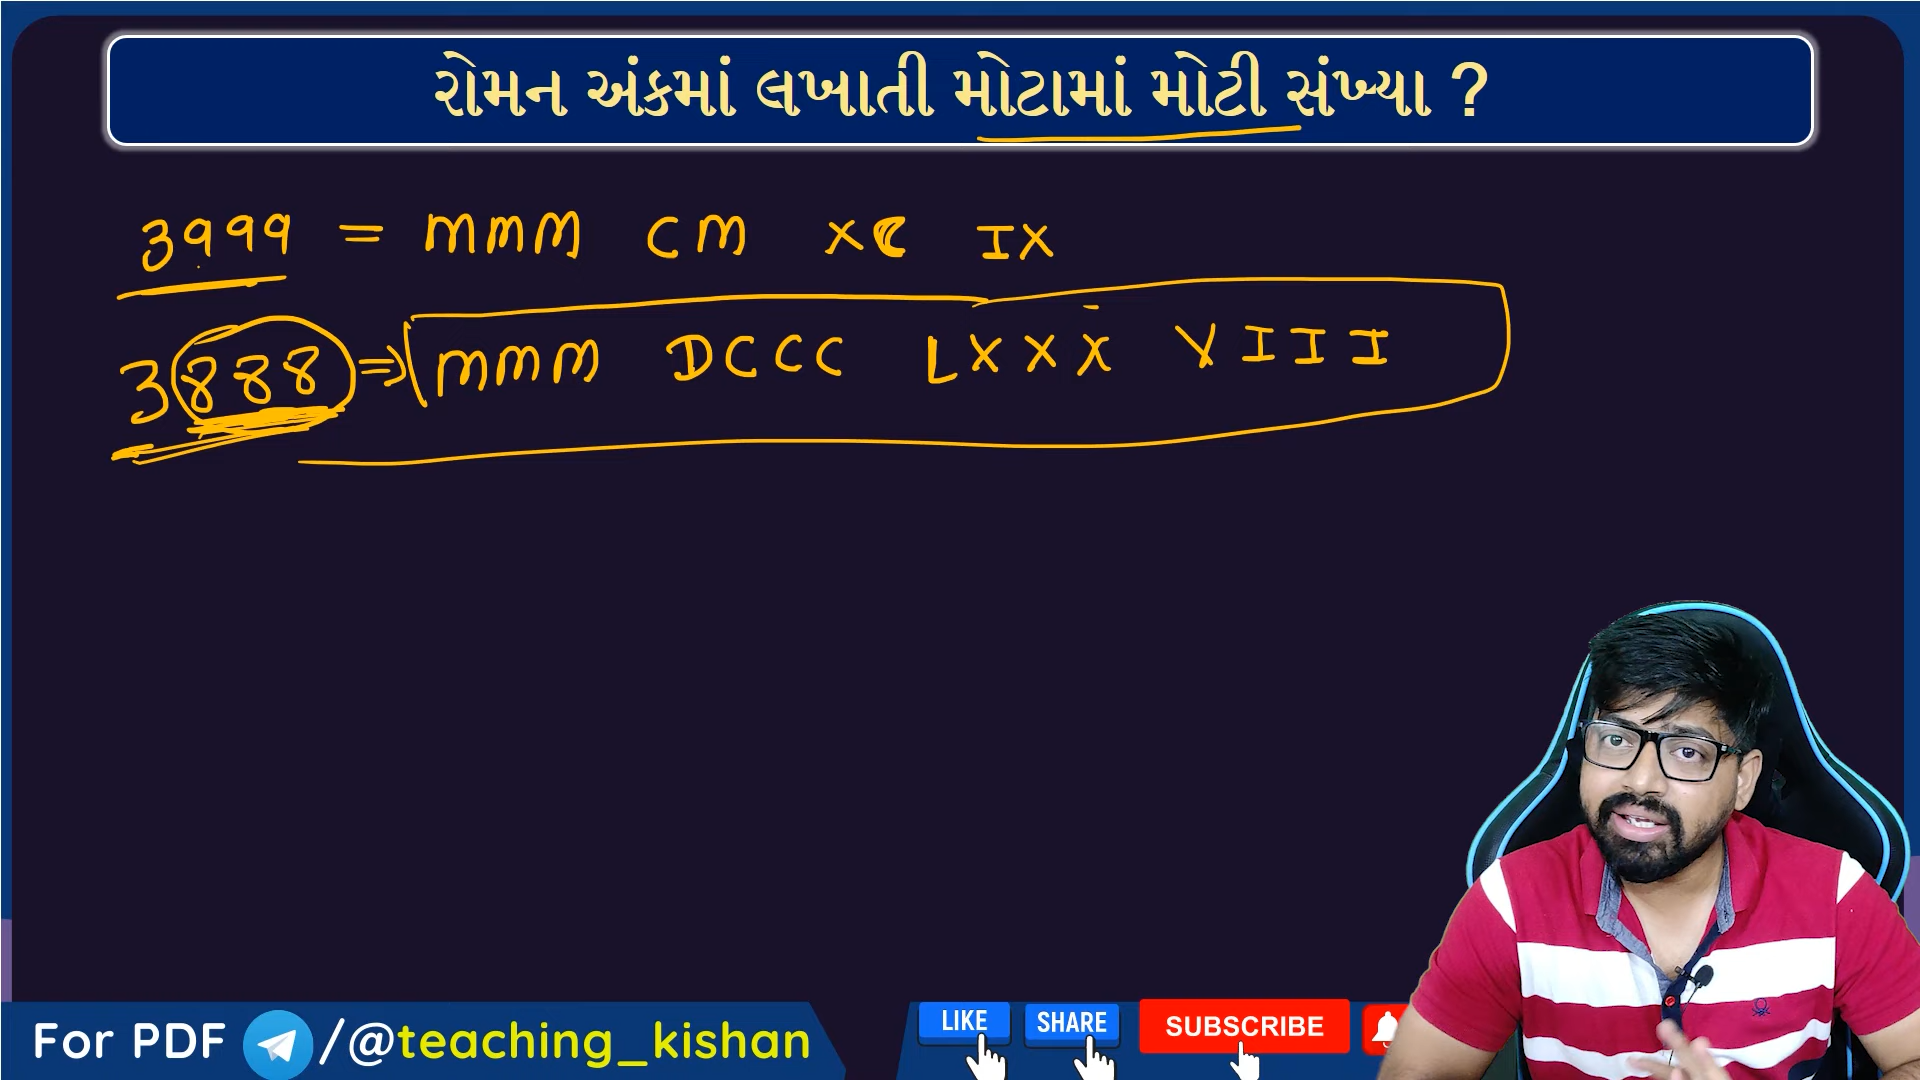 રોમન અંકમાં લખાતી મોટામાં મોટી સંખ્યા ?
3999 = MMM CM XC IX
3888 ⇒ MMM DCCC LXXX VIII
For PDF /@teaching_kishan
LIKE SHARE SUBSCRIBE